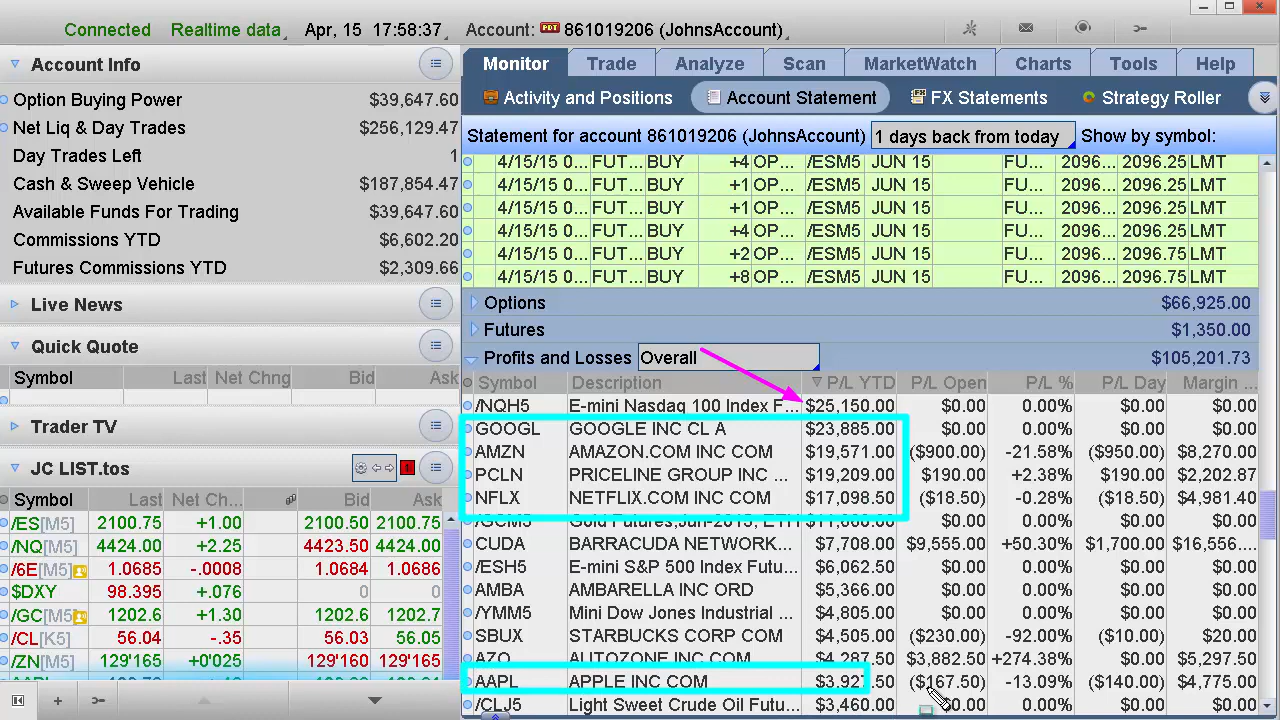 Connected Realtime data Apr, 15 17:58:37 Account: PDT 861019206 (JohnsAccount)
Account Info
Option Buying Power $39,647.60
Net Liq & Day Trades $256,129.47
Day Trades Left 1
Cash & Sweep Vehicle $187,854.47
Available Funds For Trading $39,647.60
Commissions YTD $6,602.20
Futures Commissions YTD $2,309.66
Live News
Quick Quote
Symbol Last Net Chng Bid Ask
Trader TV
JC LIST.tos
Symbol Last Net Ch... Bid Ask
/ES[M5] 2100.75 +1.00 2100.50 2100.75
/NQ[M5] 4424.00 +2.25 4423.50 4424.00
/6E[M5] 1.0685 -.0008 1.0684 1.0686
$DXY 98.395 +.076 0 0
/GC[M5] 1202.6 +1.30 1202.6 1202.7
/CL[K5] 56.04 -.35 56.03 56.05
/ZN[M5] 129'165 +0'025 129'160 129'165
Monitor Trade Analyze Scan MarketWatch Charts Tools Help
Activity and Positions Account Statement FX Statements Strategy Roller
Statement for account 861019206 (JohnsAccount) 1 days back from today Show by symbol:
4/15/15 0... FUT... BUY +4 OP... /ESM5 JUN 15 FU... 2096... 2096.25 LMT
4/15/15 0... FUT... BUY +1 OP... /ESM5 JUN 15 FU... 2096... 2096.25 LMT
4/15/15 0... FUT... BUY +1 OP... /ESM5 JUN 15 FU... 2096... 2096.25 LMT
4/15/15 0... FUT... BUY +4 OP... /ESM5 JUN 15 FU... 2096... 2096.25 LMT
4/15/15 0... FUT... BUY +2 OP... /ESM5 JUN 15 FU... 2096... 2096.75 LMT
4/15/15 0... FUT... BUY +8 OP... /ESM5 JUN 15 FU... 2096... 2096.75 LMT
Options $66,925.00
Futures $1,350.00
Profits and Losses Overall $105,201.73
Symbol Description P/L YTD P/L Open P/L % P/L Day Margin ...
/NQH5 E-mini Nasdaq 100 Index F... $25,150.00 $0.00 0.00% $0.00 $0.00
GOOGL GOOGLE INC CL A $23,885.00 $0.00 0.00% $0.00 $0.00
AMZN AMAZON.COM INC COM $19,571.00 ($900.00) -21.58% ($950.00) $8,270.00
PCLN PRICELINE GROUP INC ... $19,209.00 $190.00 +2.38% $190.00 $2,202.87
NFLX NETFLIX.COM INC COM $17,098.50 ($18.50) -0.28% ($18.50) $4,981.40
/GCM5 Gold Futures,Jun-2015, ETH $0.00 0.00% $0.00 $0.00
CUDA BARRACUDA NETWORK... $7,708.00 $9,555.00 +50.30% $1,700.00 $16,556....
/ESH5 E-mini S&P 500 Index Futu... $6,062.50 $0.00 0.00% $0.00 $0.00
AMBA AMBARELLA INC ORD $5,366.00 $0.00 0.00% $0.00 $0.00
/YMM5 Mini Dow Jones Industrial ... $4,805.00 $0.00 0.00% $0.00 $0.00
SBUX STARBUCKS CORP COM $4,505.00 ($230.00) -92.00% ($10.00) $20.00
AZO AUTOZONE INC COM $4,287.50 $3,882.50 +274.38% $0.00 $5,297.50
AAPL APPLE INC COM $3,927.50 ($167.50) -13.09% ($140.00) $4,775.00
/CLJ5 Light Sweet Crude Oil Futu... $3,460.00 $0.00 0.00% $0.00 $0.00